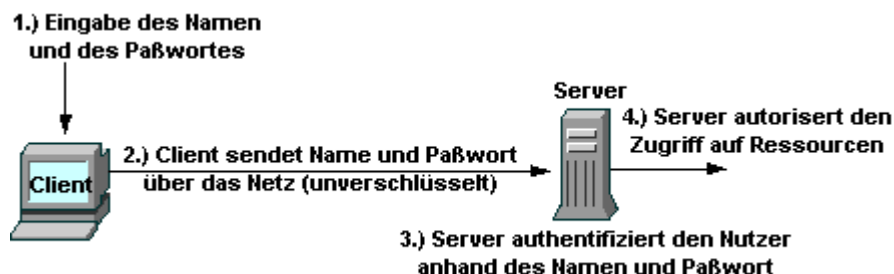 1.) Eingabe des Namen
und des Paßwortes
Client
2.) Client sendet Name und Paßwort
über das Netz (unverschlüsselt)
Server
3.) Server authentifiziert den Nutzer
anhand des Namen und Paßwort
4.) Server autorisert den
Zugriff auf Ressourcen